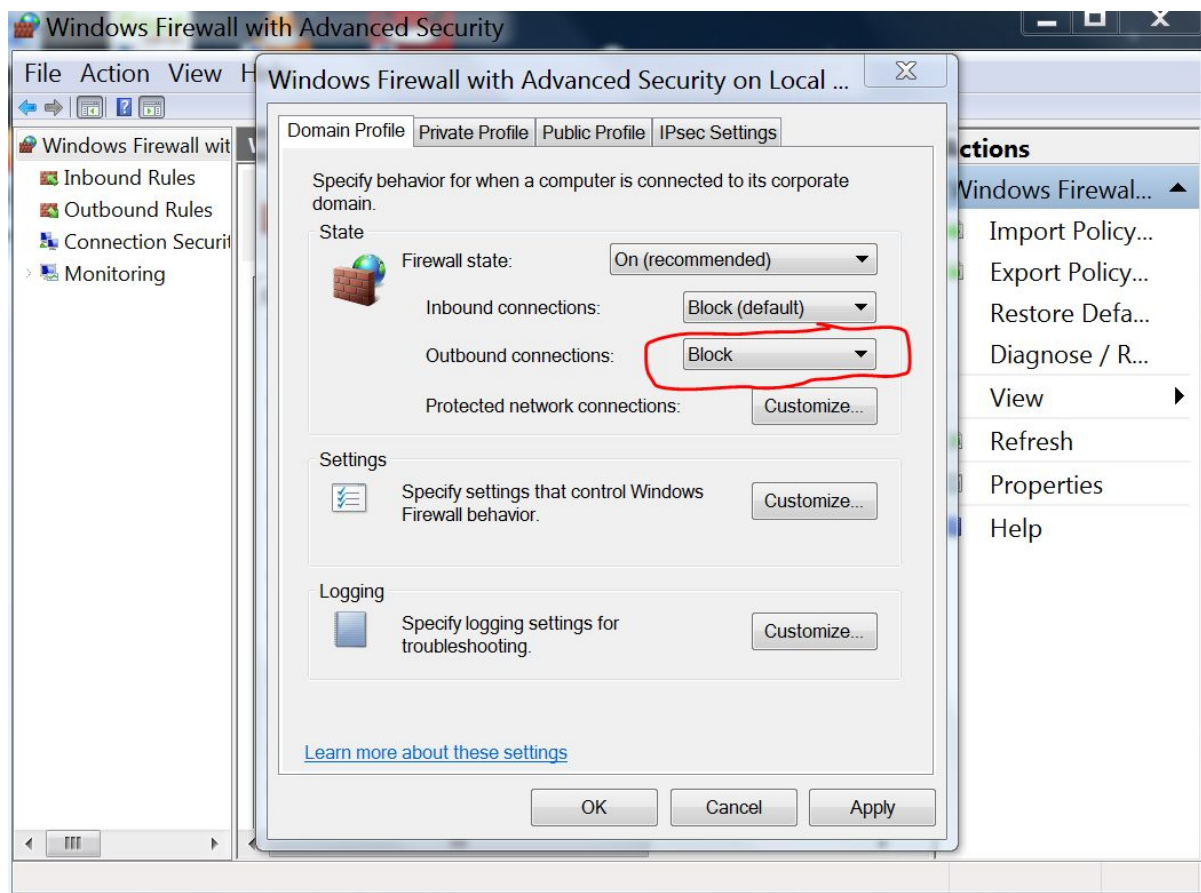 Windows Firewall with Advanced Security
File Action View H
Windows Firewall with Advanced Security on Local ...
Windows Firewall wit
Inbound Rules
Outbound Rules
Connection Securit
Monitoring
Domain Profile Private Profile Public Profile IPsec Settings
Specify behavior for when a computer is connected to its corporate
domain.
State
Firewall state: On (recommended)
Inbound connections: Block (default)
Outbound connections: Block
Protected network connections: Customize...
Settings
Specify settings that control Windows
Firewall behavior.
Customize...
Logging
Specify logging settings for
troubleshooting.
Customize...
Learn more about these settings
OK Cancel Apply
ctions
Windows Firewal...
Import Policy...
Export Policy...
Restore Defa...
Diagnose / R...
View
Refresh
Properties
Help